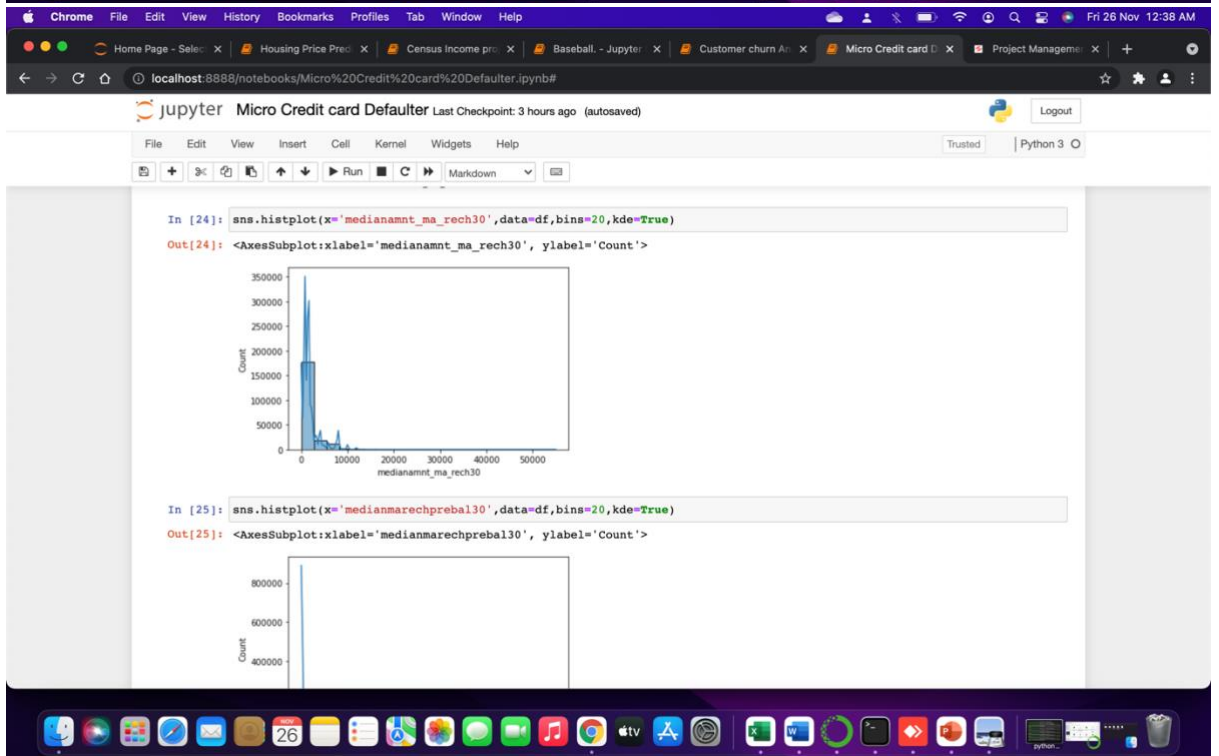 Chrome File Edit View History Bookmarks Profiles Tab Window Help Fri 26 Nov 12:38 AM
Home Page - Selec Housing Price Pred Census Income pro Baseball. - Jupyter Customer churn An Micro Credit card D Project Managemen
localhost:8888/notebooks/Micro%20Credit%20card%20Defaulter.ipynb#
jupyter Micro Credit card Defaulter Last Checkpoint: 3 hours ago (autosaved) Logout
File Edit View Insert Cell Kernel Widgets Help Trusted Python 3
Run Markdown
In [24]: sns.histplot(x='medianamnt_ma_rech30',data=df,bins=20,kde=True)
Out[24]: <AxesSubplot:xlabel='medianamnt_ma_rech30', ylabel='Count'>
350000
300000
250000
200000
150000
100000
50000
0
Count
0 10000 20000 30000 40000 50000
medianamnt_ma_rech30
In [25]: sns.histplot(x='medianmarechprebal30',data=df,bins=20,kde=True)
Out[25]: <AxesSubplot:xlabel='medianmarechprebal30', ylabel='Count'>
800000
600000
400000
Count
NOV
26
tv
python